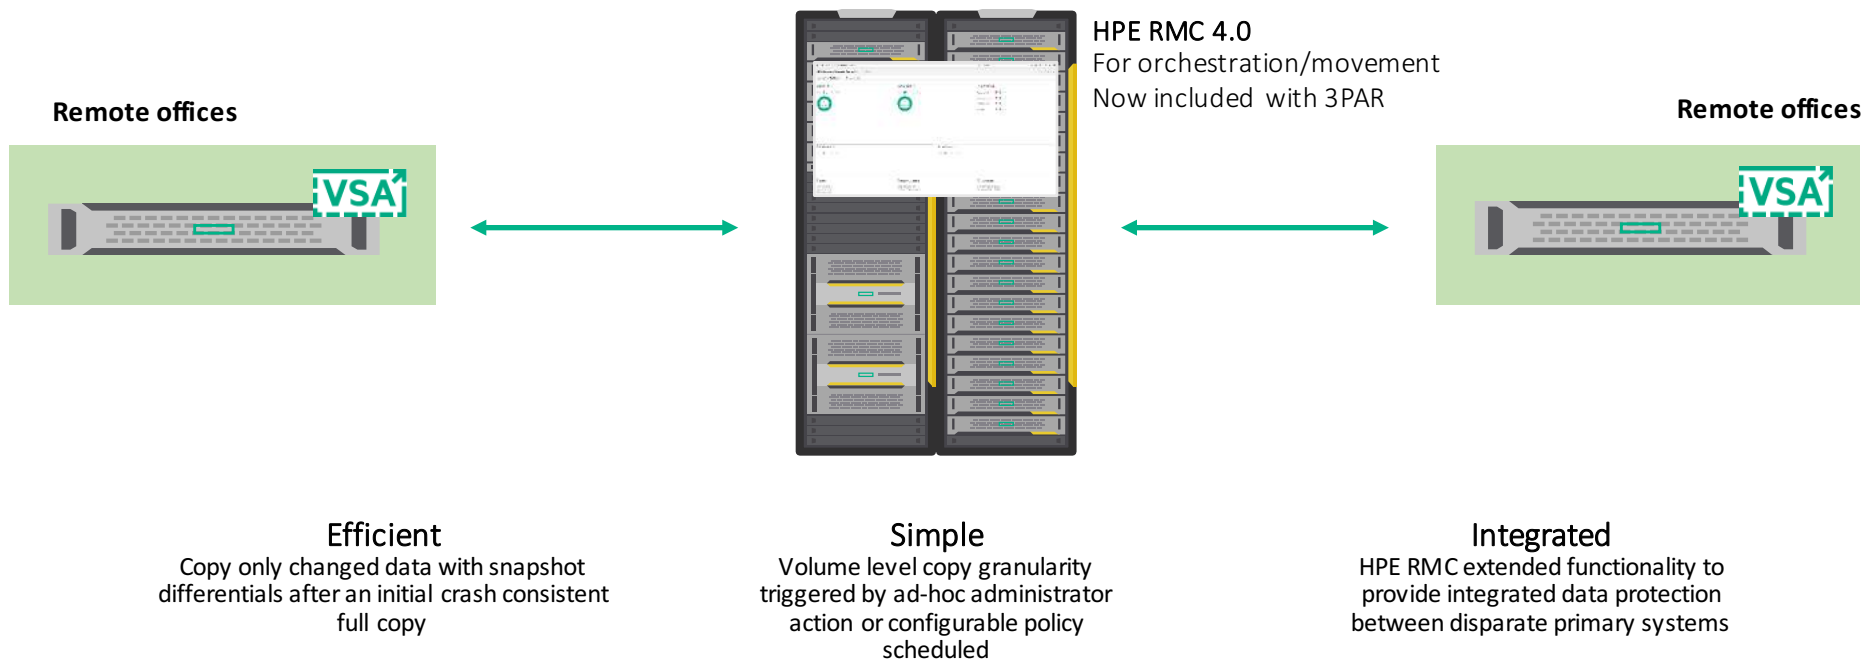 HPE RMC 4.0
For orchestration/movement
Now included with 3PAR
Remote offices
VSA
Remote offices
VSA
Efficient
Copy only changed data with snapshot
differentials after an initial crash consistent
full copy
Simple
Volume level copy granularity
triggered by ad-hoc administrator
action or configurable policy
scheduled
Integrated
HPE RMC extended functionality to
provide integrated data protection
between disparate primary systems